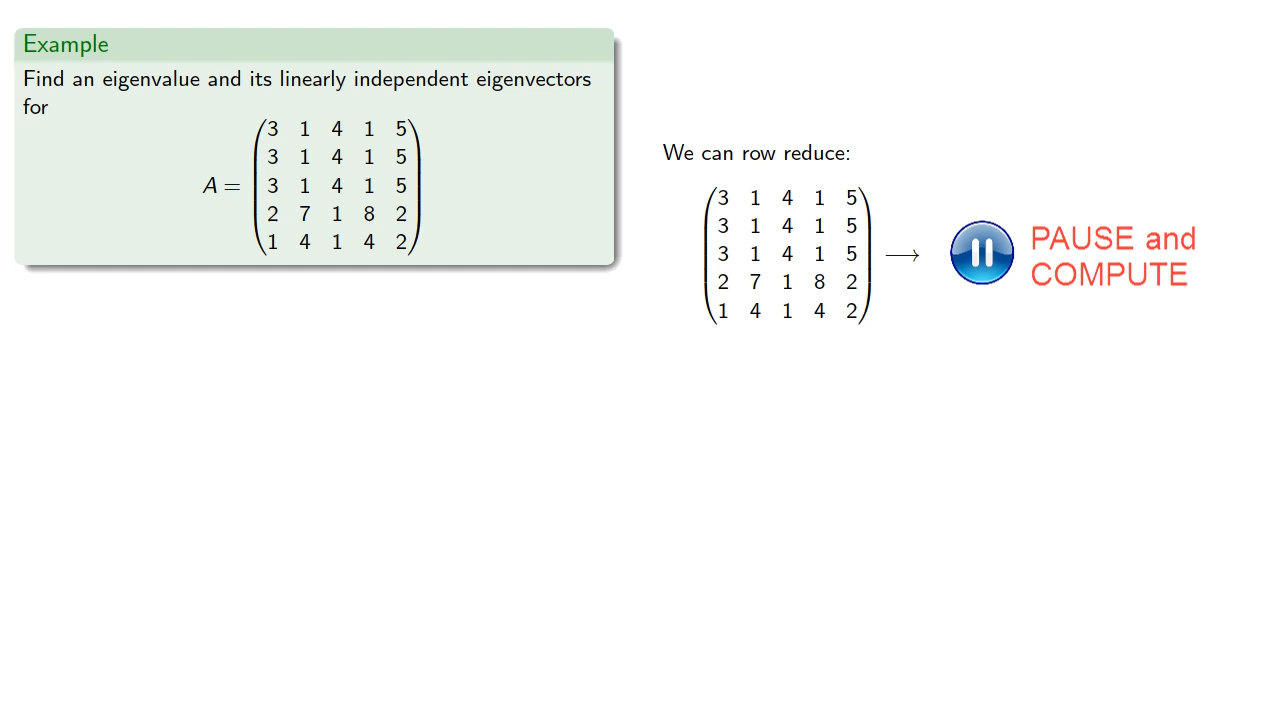 Example
Find an eigenvalue and its linearly independent eigenvectors
for
3 1 4 1 5
3 1 4 1 5
A = 3 1 4 1 5
2 7 1 8 2
1 4 1 4 2
We can row reduce:
3 1 4 1 5
3 1 4 1 5
3 1 4 1 5 ⟶
2 7 1 8 2
1 4 1 4 2
PAUSE and
COMPUTE